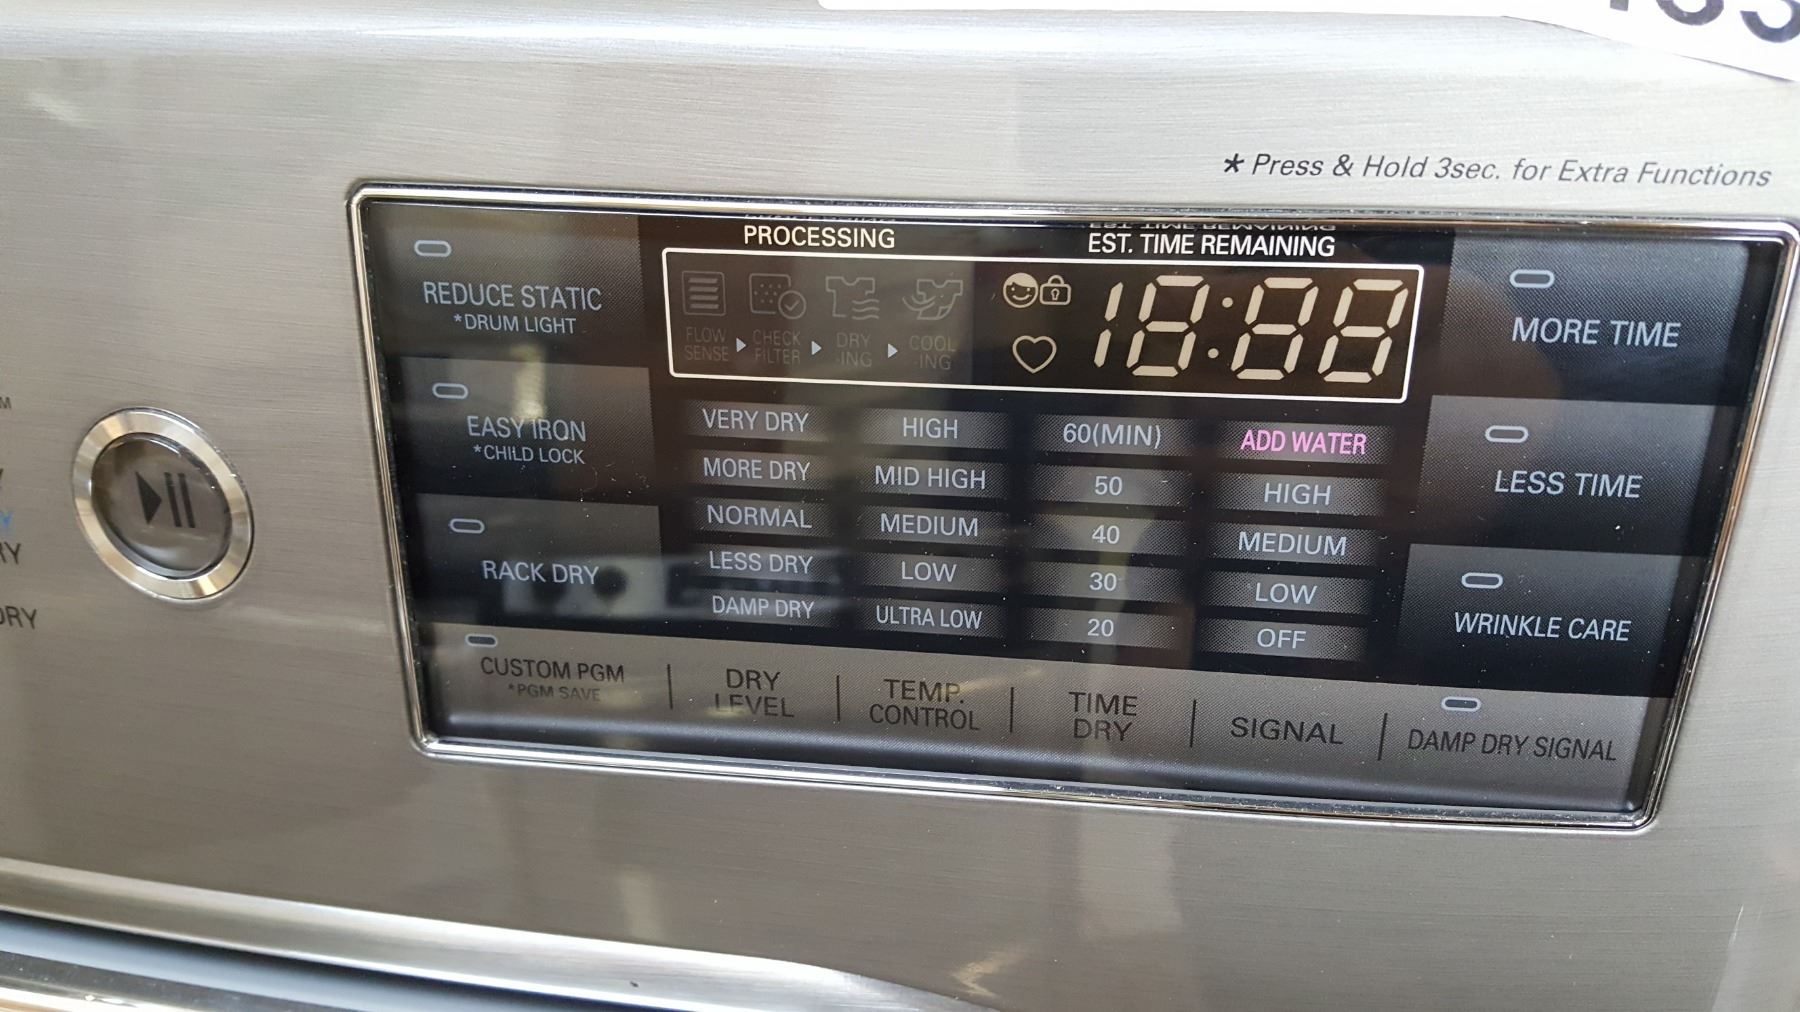 * Press & Hold 3sec. for Extra Functions
PROCESSING
EST. TIME REMAINING
FLOW SENSE
CHECK FILTER
DRY -ING
COOL -ING
18:88
REDUCE STATIC
*DRUM LIGHT
EASY IRON
*CHILD LOCK
RACK DRY
CUSTOM PGM
*PGM SAVE
VERY DRY
MORE DRY
NORMAL
LESS DRY
DAMP DRY
DRY
LEVEL
HIGH
MID HIGH
MEDIUM
LOW
ULTRA LOW
TEMP.
CONTROL
60(MIN)
50
40
30
20
TIME
DRY
ADD WATER
HIGH
MEDIUM
LOW
OFF
SIGNAL
MORE TIME
LESS TIME
WRINKLE CARE
DAMP DRY SIGNAL